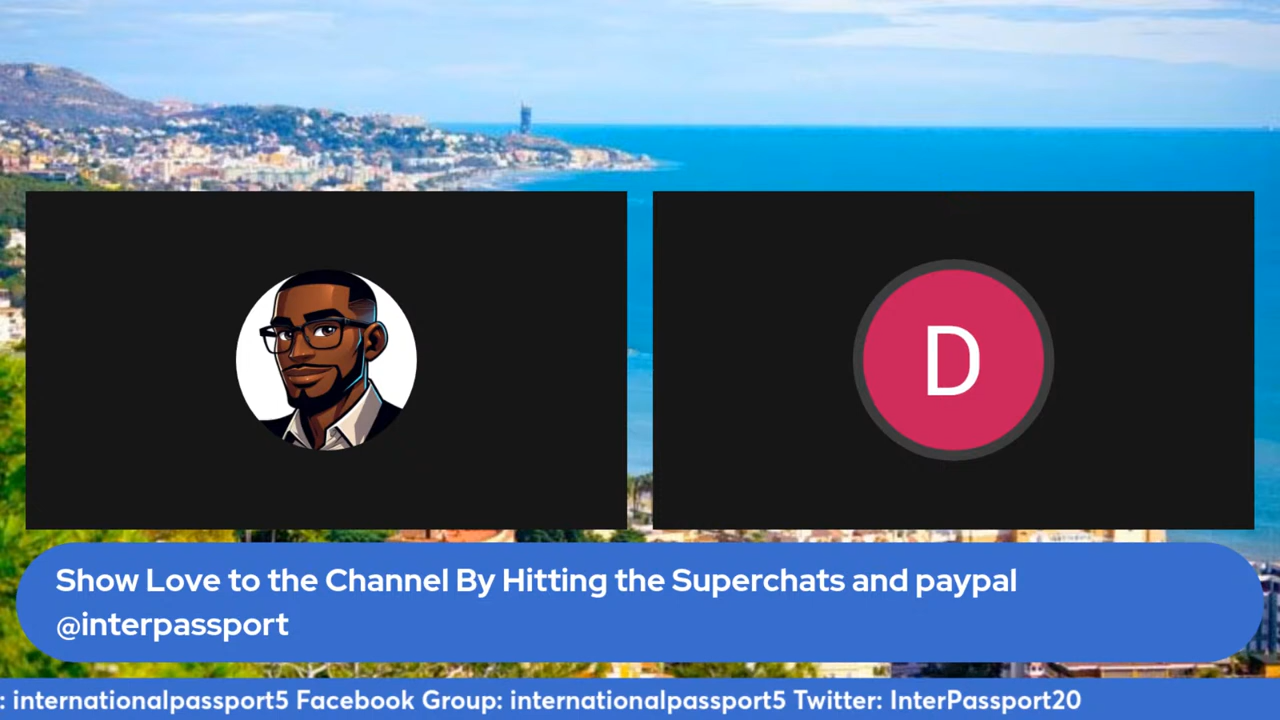 D
Show Love to the Channel By Hitting the Superchats and paypal
@interpassport
: internationalpassport5 Facebook Group: internationalpassport5 Twitter: InterPassport20